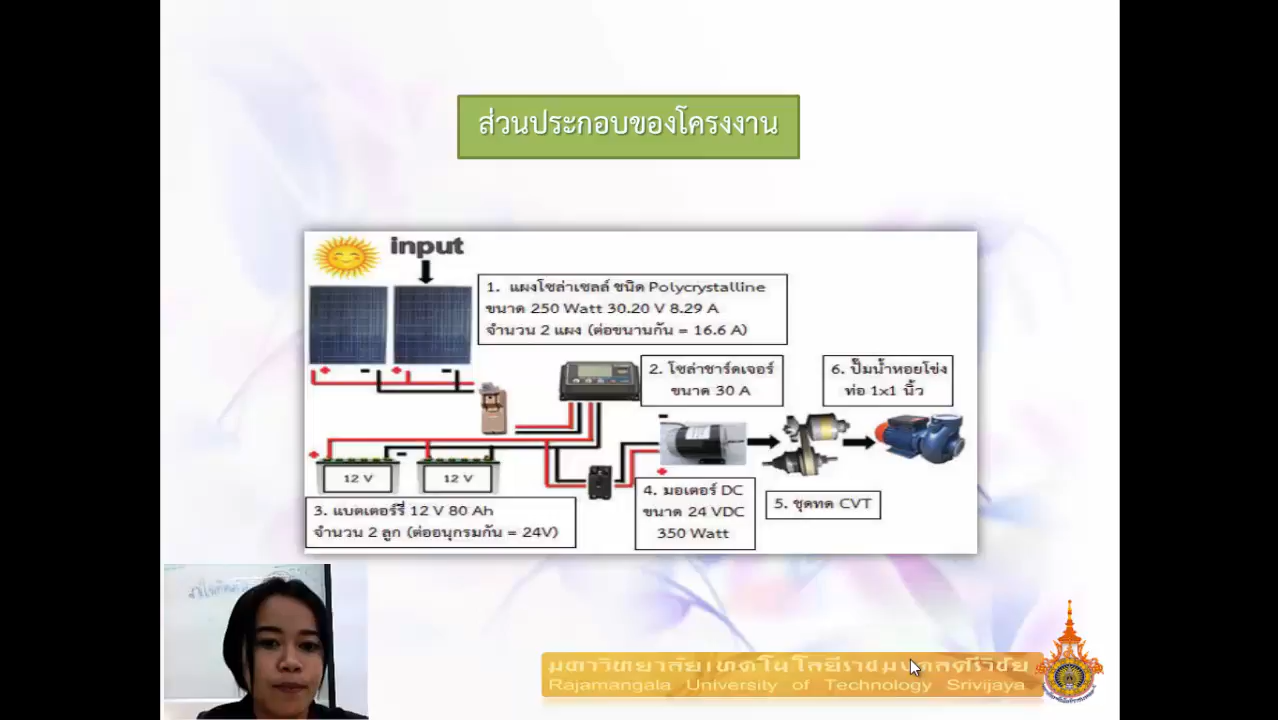 ส่วนประกอบของโครงงาน
input
1. แผงโซล่าเซลล์ ชนิด Polycrystalline
ขนาด 250 Watt 30.20 V 8.29 A
จำนวน 2 แผง (ต่อขนานกัน = 16.6 A)
2. โซล่าชาร์ดเจอร์
ขนาด 30 A
6. ปั๊มน้ำหอยโข่ง
ท่อ 1x1 นิ้ว
12 V
12 V
3. แบตเตอร์รี่ 12 V 80 Ah
จำนวน 2 ลูก (ต่ออนุกรมกัน = 24V)
4. มอเตอร์ DC
ขนาด 24 VDC
350 Watt
5. ชุดทด CVT
มหาวิทยาลัยเทคโนโลยีราชมงคลศรีวิชัย
Rajamangala University of Technology Srivijaya